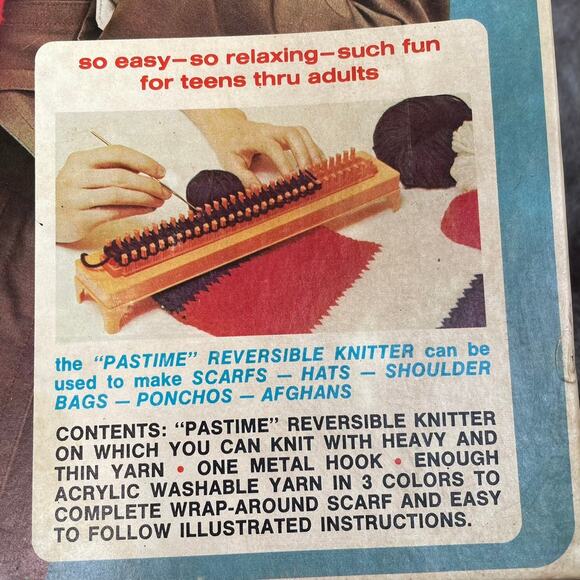 so easy—so relaxing—such fun
for teens thru adults
the “PASTIME” REVERSIBLE KNITTER can be
used to make SCARFS — HATS — SHOULDER
BAGS — PONCHOS — AFGHANS
CONTENTS: “PASTIME” REVERSIBLE KNITTER
ON WHICH YOU CAN KNIT WITH HEAVY AND
THIN YARN • ONE METAL HOOK • ENOUGH
ACRYLIC WASHABLE YARN IN 3 COLORS TO
COMPLETE WRAP-AROUND SCARF AND EASY
TO FOLLOW ILLUSTRATED INSTRUCTIONS.